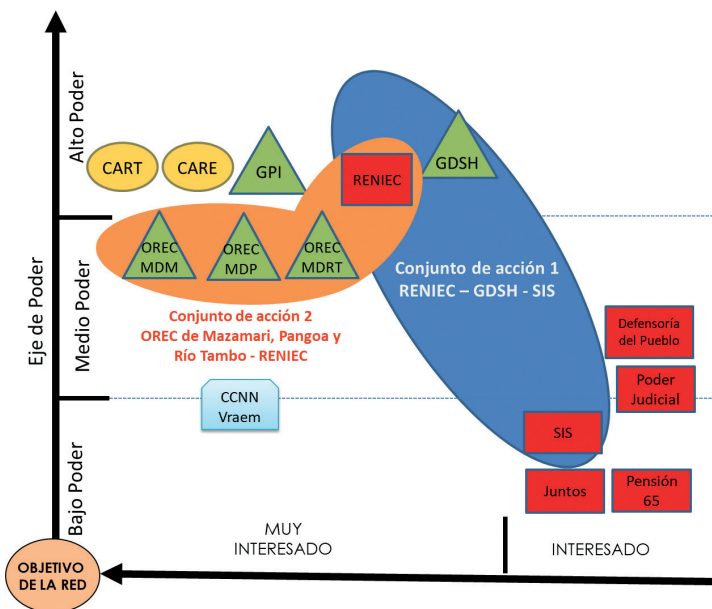 Eje de Poder
Alto Poder
Medio Poder
Bajo Poder
CART
CARE
GPI
RENIEC
GDSH
OREC
MDM
OREC
MDP
OREC
MDRT
Conjunto de acción 1
RENIEC – GDSH - SIS
Conjunto de acción 2
OREC de Mazamari, Pangoa y
Río Tambo - RENIEC
Defensoría
del Pueblo
Poder
Judicial
CCNN
Vraem
SIS
Juntos
Pensión
65
MUY
INTERESADO
INTERESADO
OBJETIVO
DE LA RED